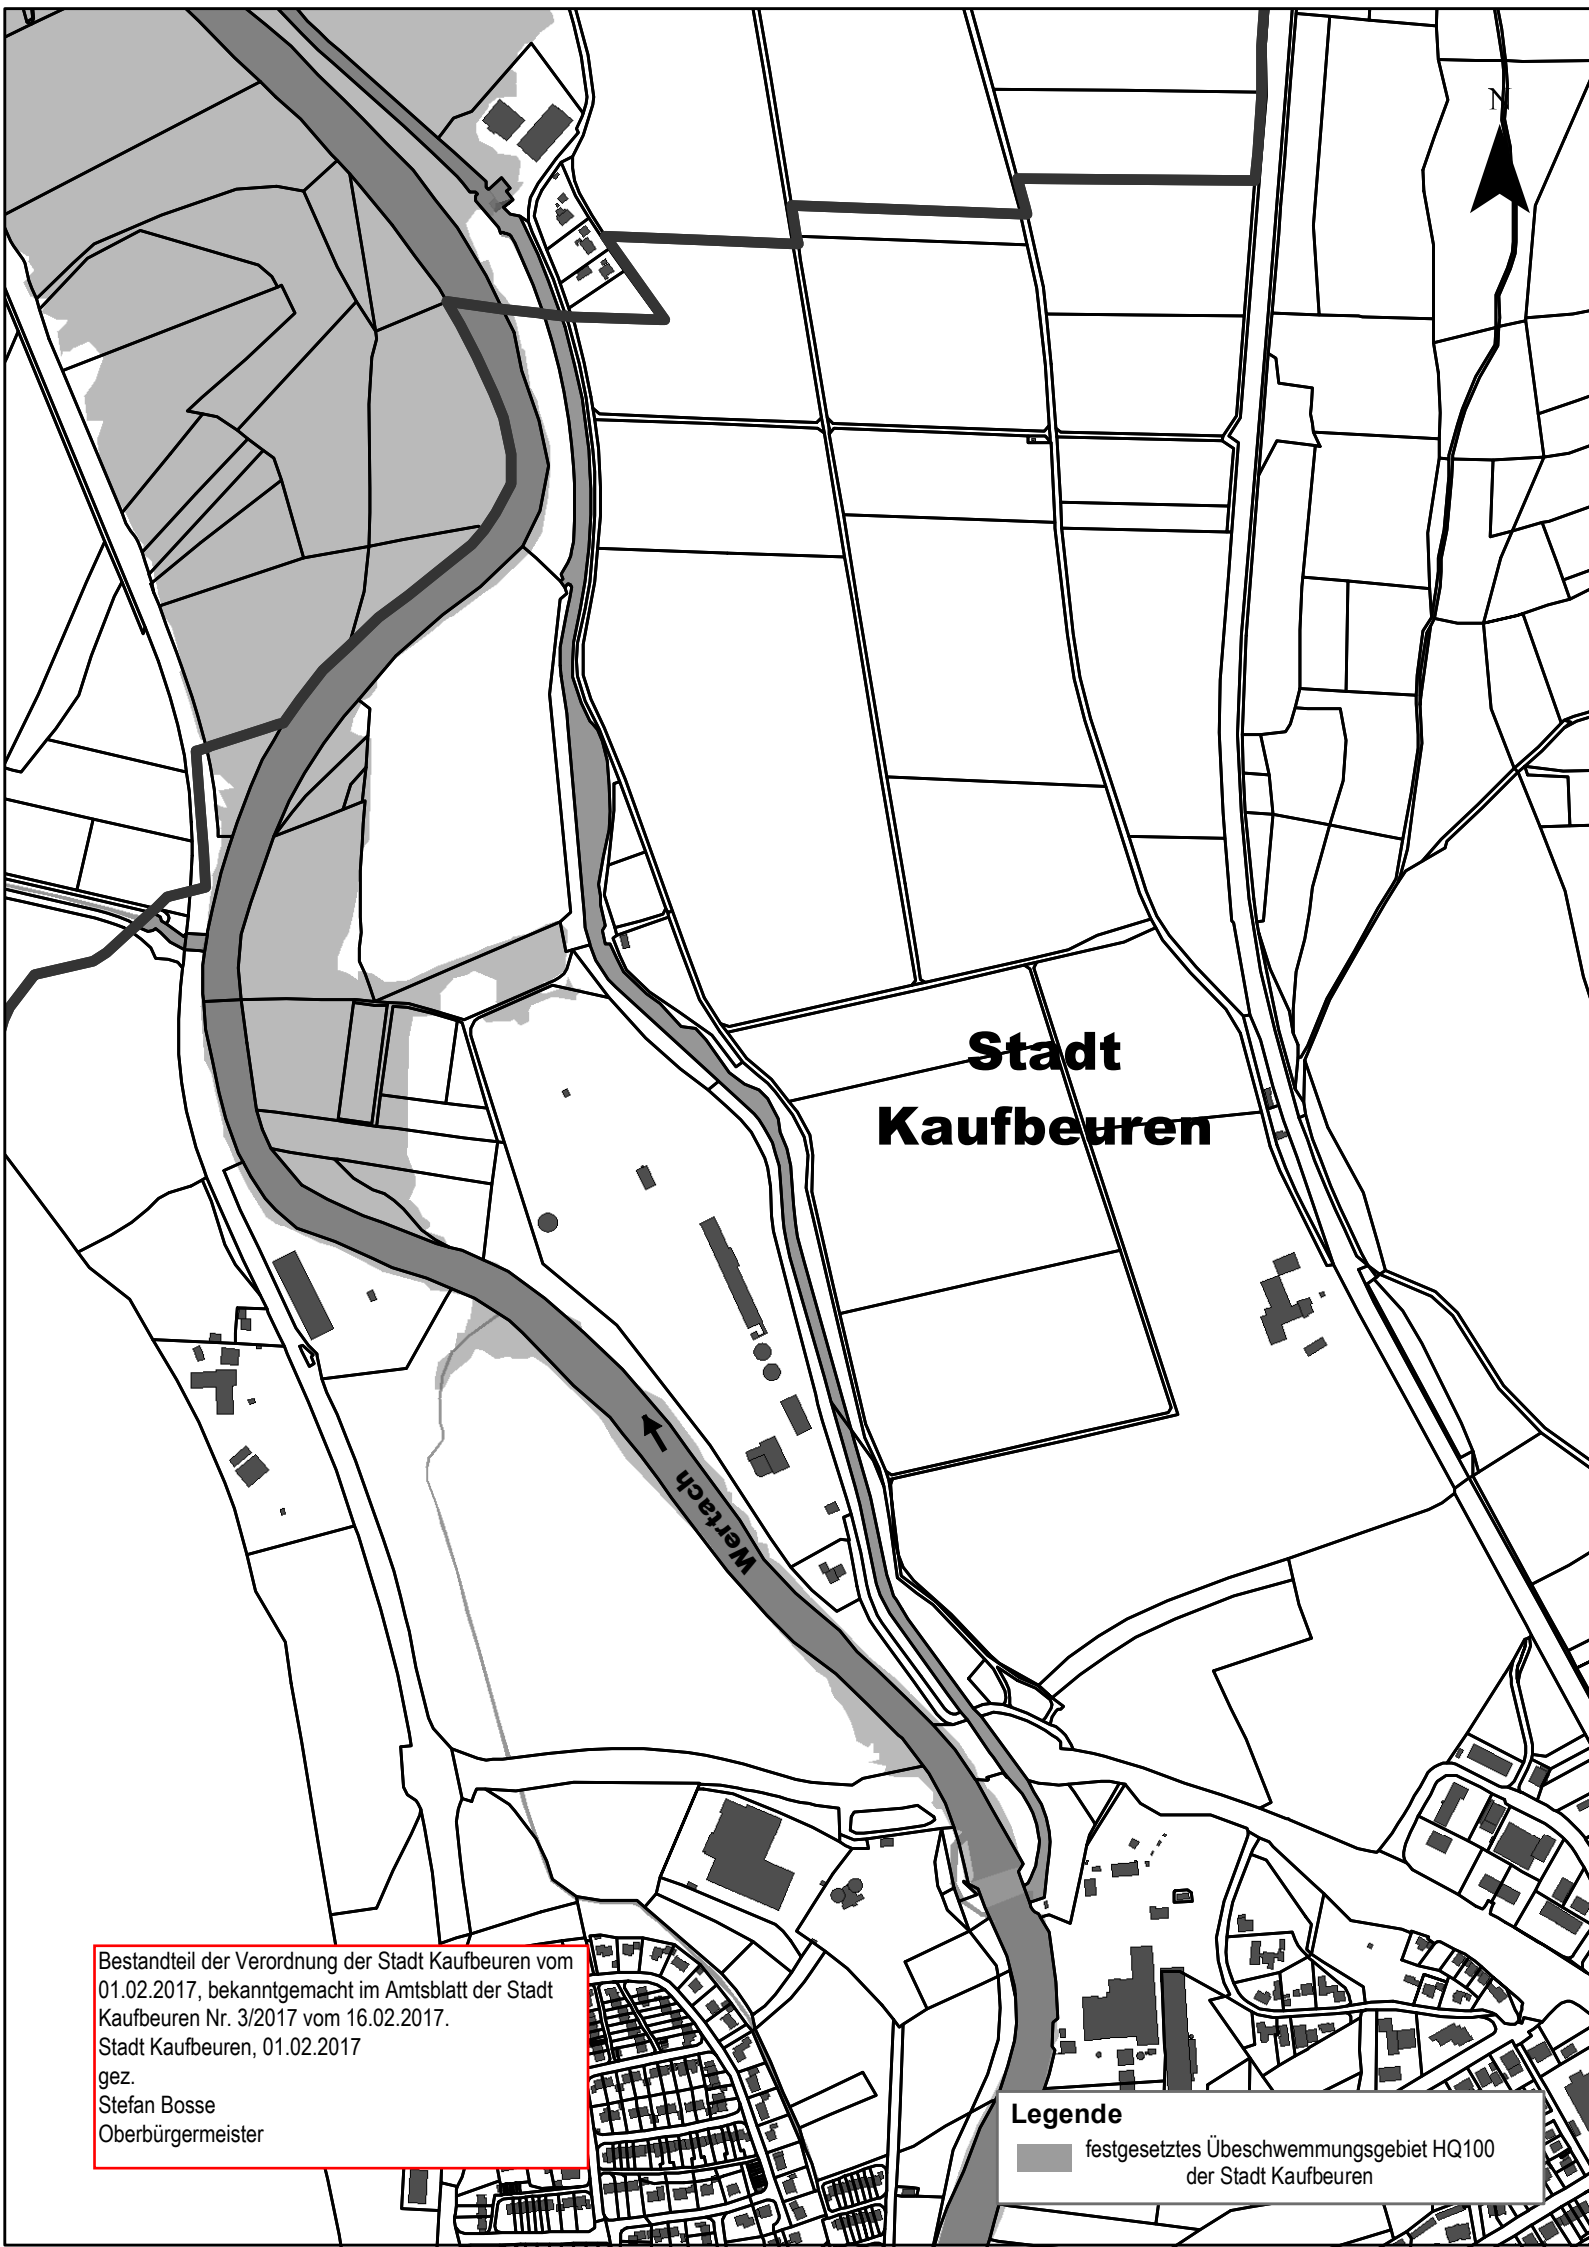 N
Stadt
Kaufbeuren
Wertach
Bestandteil der Verordnung der Stadt Kaufbeuren vom
01.02.2017, bekanntgemacht im Amtsblatt der Stadt
Kaufbeuren Nr. 3/2017 vom 16.02.2017.
Stadt Kaufbeuren, 01.02.2017
gez.
Stefan Bosse
Oberbürgermeister
Legende
festgesetztes Übeschwemmungsgebiet HQ100
der Stadt Kaufbeuren